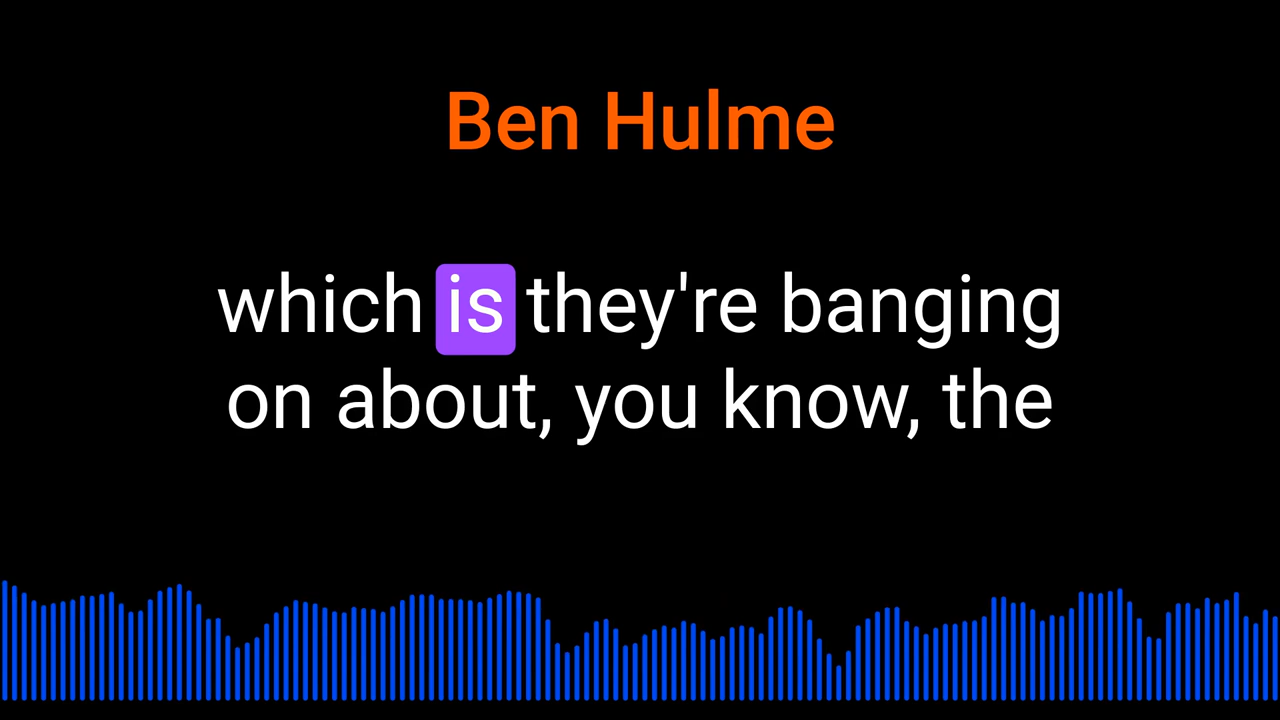 Ben Hulme
which is they're banging
on about, you know, the